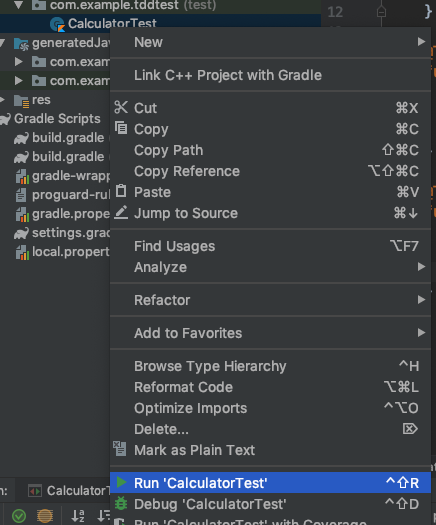 com.example.tddtest (test)
CalculatorTest
generatedJav
com.exam
com.exam
res
Gradle Scripts
build.gradle (
build.gradle (
gradle-wrapp
proguard-rul
gradle.prope
settings.grad
local.propert
12
}
New
Link C++ Project with Gradle
Cut ⌘X
Copy ⌘C
Copy Path ⇧⌘C
Copy Reference ⌥⇧⌘C
Paste ⌘V
Jump to Source ⌘↓
Find Usages ⌥F7
Analyze
Refactor
Add to Favorites
Browse Type Hierarchy ^H
Reformat Code ⌥⌘L
Optimize Imports ^⌥O
Delete... ⌦
Mark as Plain Text
Run 'CalculatorTest' ^⇧R
Debug 'CalculatorTest' ^⇧D
Run 'CalculatorTest' with Coverage
n:
CalculatorT